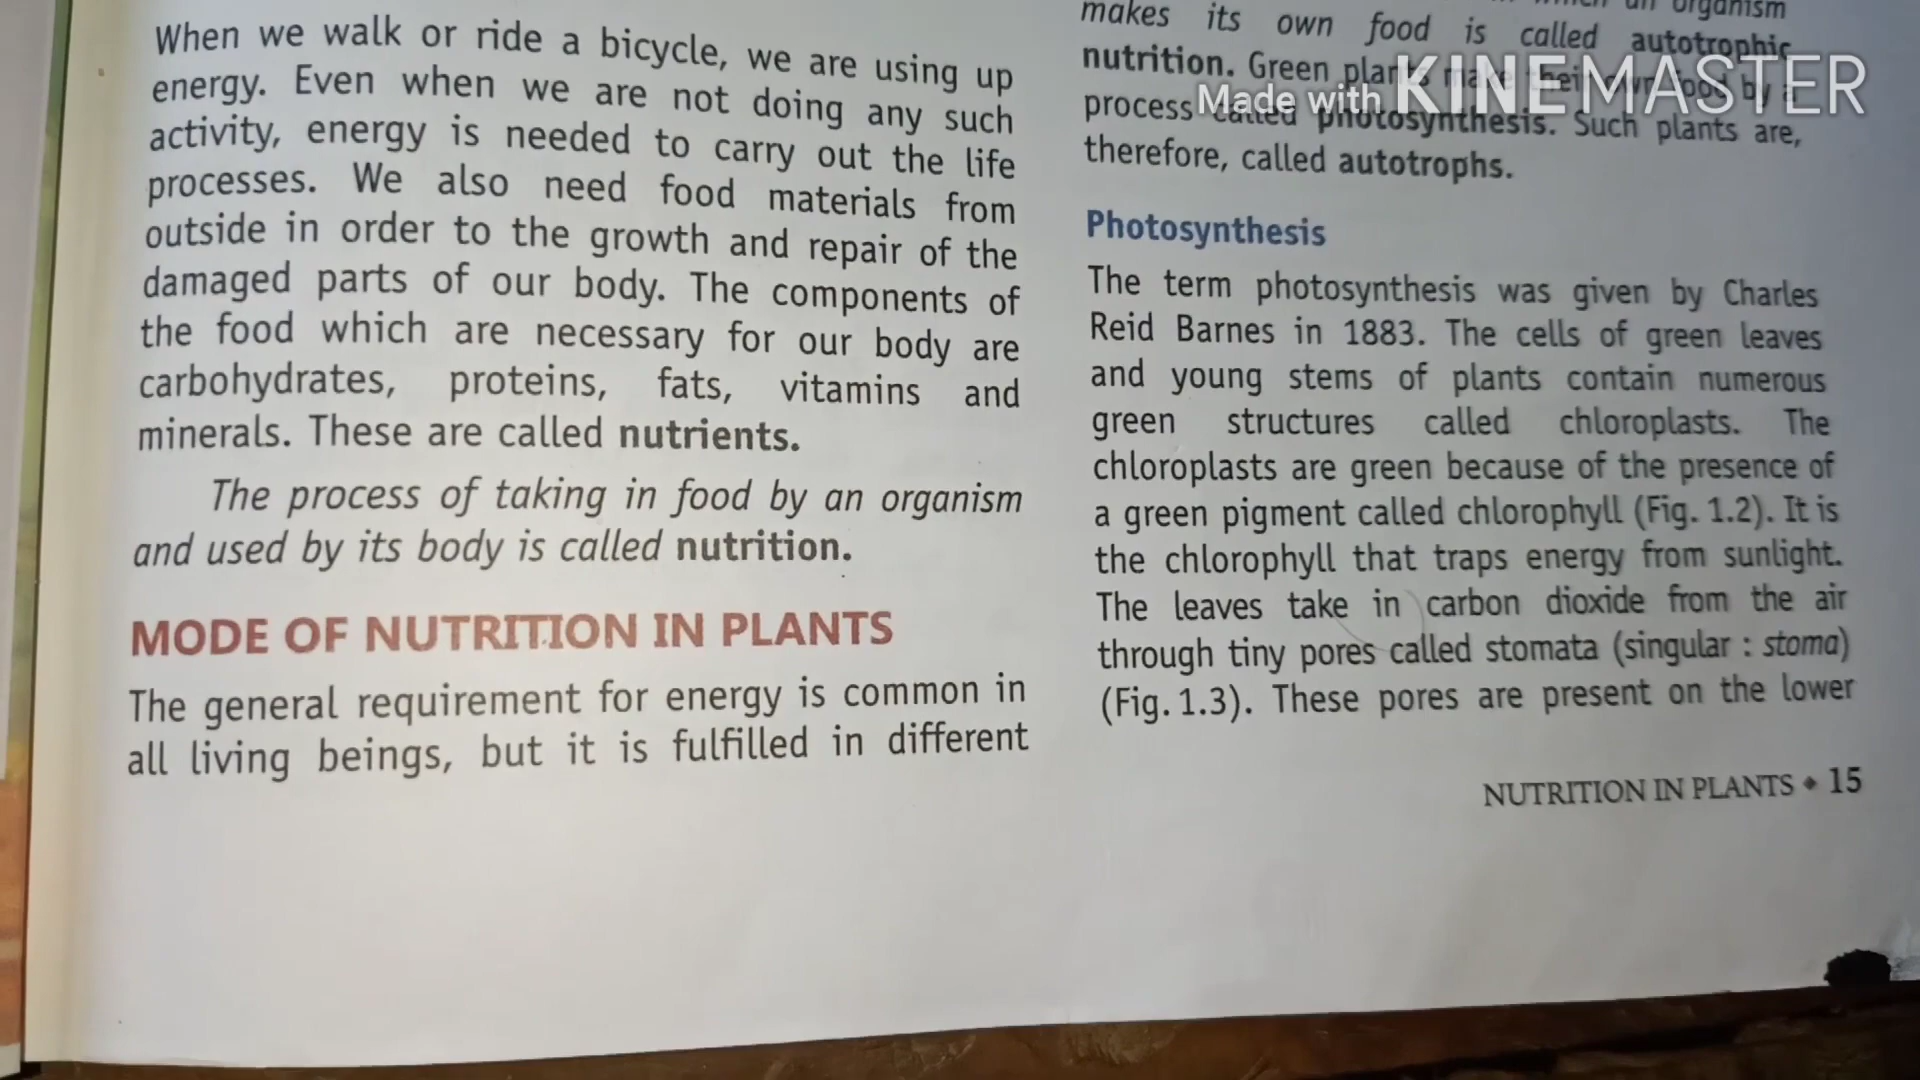 When we walk or ride a bicycle, we are using up
energy. Even when we are not doing any such
activity, energy is needed to carry out the life
processes. We also need food materials from
outside in order to the growth and repair of the
damaged parts of our body. The components of
the food which are necessary for our body are
carbohydrates, proteins, fats, vitamins and
minerals. These are called nutrients.
The process of taking in food by an organism
and used by its body is called nutrition.
MODE OF NUTRITION IN PLANTS
The general requirement for energy is common in
all living beings, but it is fulfilled in different
an organism
makes its own food is called autotrophic
nutrition. Green plants make their own food by a
process called photosynthesis. Such plants are,
therefore, called autotrophs.
Photosynthesis
The term photosynthesis was given by Charles
Reid Barnes in 1883. The cells of green leaves
and young stems of plants contain numerous
green structures called chloroplasts. The
chloroplasts are green because of the presence of
a green pigment called chlorophyll (Fig. 1.2). It is
the chlorophyll that traps energy from sunlight.
The leaves take in carbon dioxide from the air
through tiny pores called stomata (singular : stoma)
(Fig. 1.3). These pores are present on the lower
NUTRITION IN PLANTS ◆ 15
Made with KINEMASTER